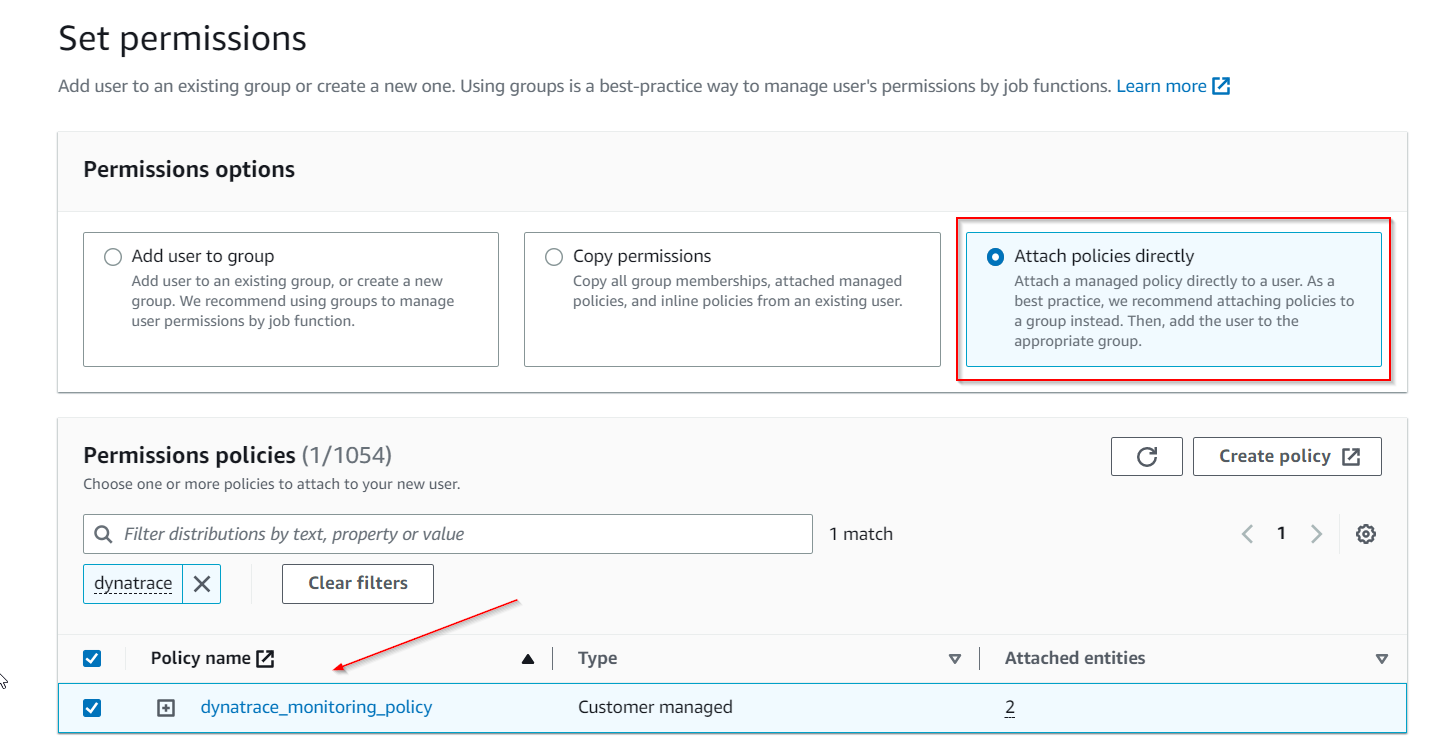 Set permissions
Add user to an existing group or create a new one. Using groups is a best-practice way to manage user's permissions by job functions. Learn more
Permissions options
Add user to group
Add user to an existing group, or create a new
group. We recommend using groups to manage
user permissions by job function.
Copy permissions
Copy all group memberships, attached managed
policies, and inline policies from an existing user.
Attach policies directly
Attach a managed policy directly to a user. As a
best practice, we recommend attaching policies to
a group instead. Then, add the user to the
appropriate group.
Permissions policies (1/1054)
Choose one or more policies to attach to your new user.
Create policy
Filter distributions by text, property or value
1 match
1
dynatrace
Clear filters
Policy name
Type
Attached entities
dynatrace_monitoring_policy
Customer managed
2